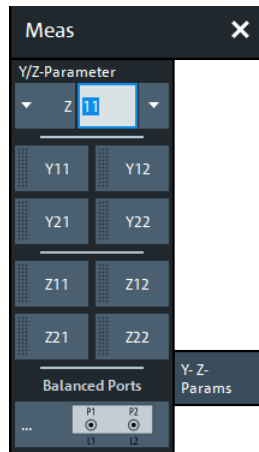 Meas
Y/Z-Parameter
Z 11
Y11 Y12
Y21 Y22
Z11 Z12
Z21 Z22
Balanced Ports
... P1 P2
L1 L2
Y- Z-
Params